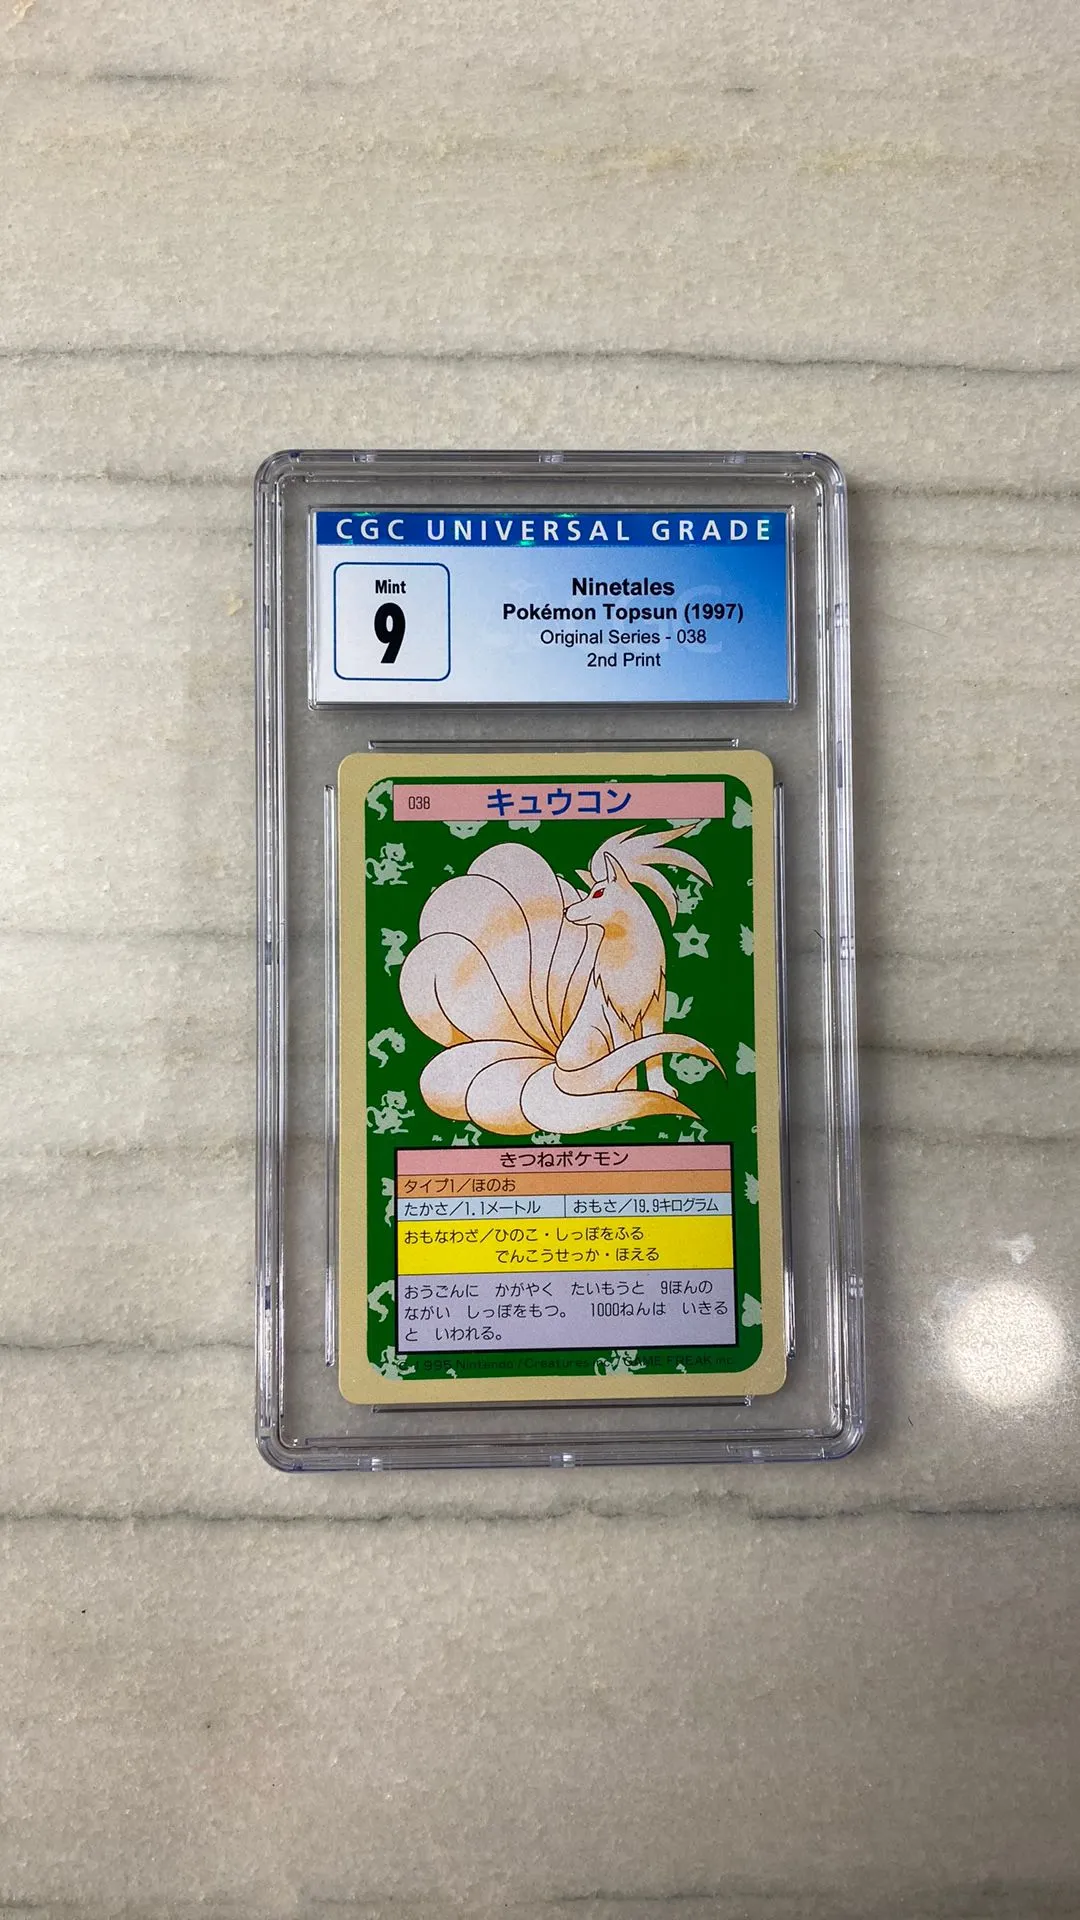 CGC UNIVERSAL GRADE
Mint
9
Ninetales
Pokémon Topsun (1997)
Original Series - 038
2nd Print
038 キュウコン
きつねポケモン
タイプ1/ほのお
たかさ/1.1メートル おもさ/19.9キログラム
おもなわざ/ひのこ・しっぽをふる
でんこうせっか・ほえる
おうごんに かがやく たいもうと 9ほんの
ながい しっぽをもつ。 1000ねんは いきる
と いわれる。
1995 Nintendo/Creatures inc./GAME FREAK inc.